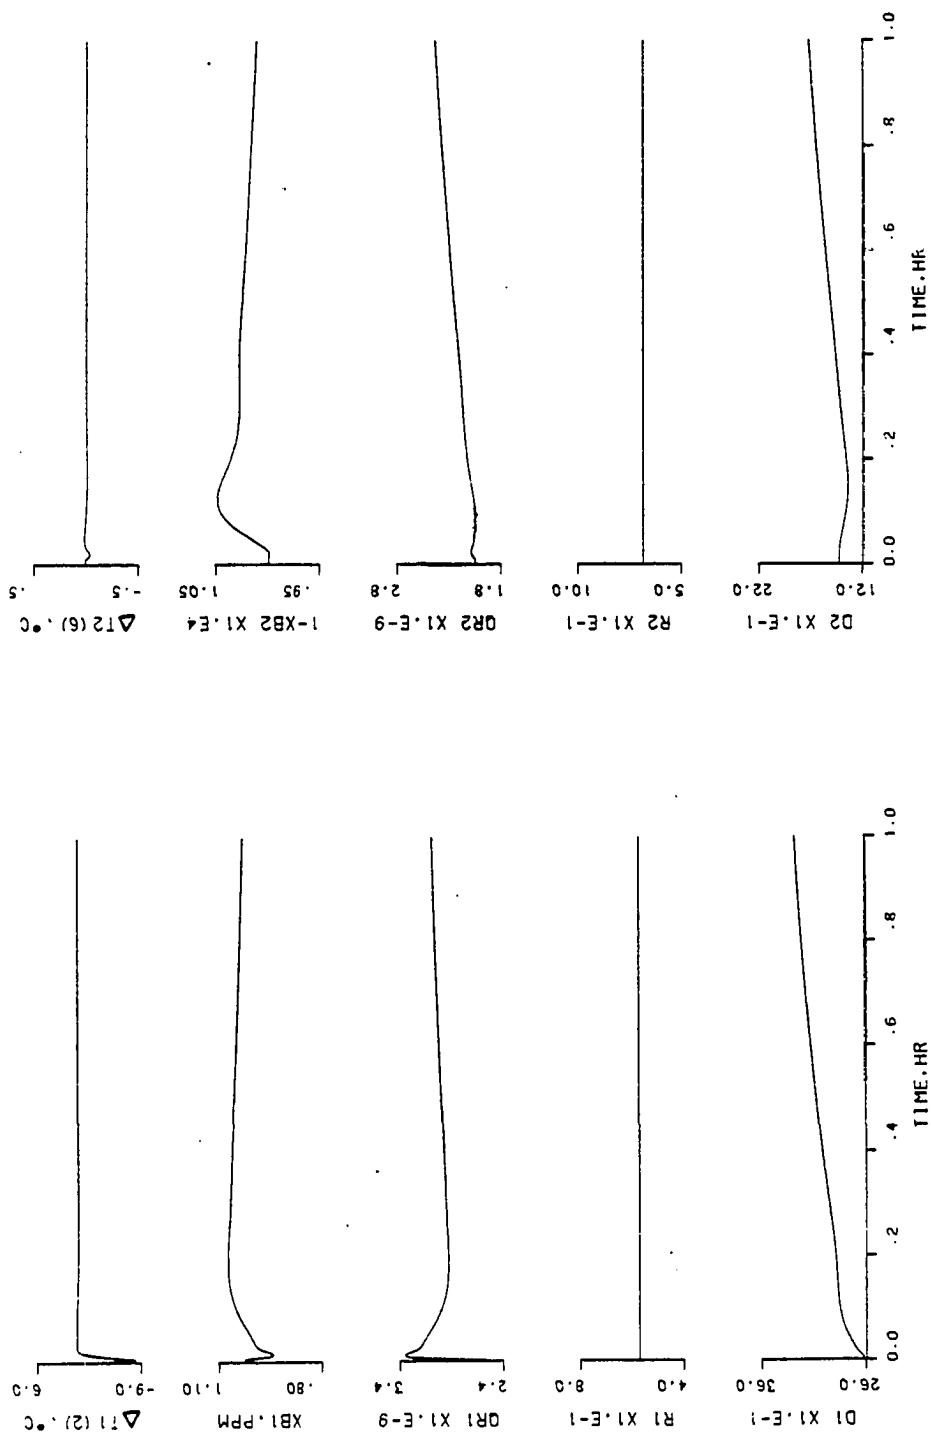 ΔT2(6), °C
.5
-.5
1-XB2 X1.E4
1.05
.95
QR2 X1.E-9
2.8
1.8
R2 X1.E-1
10.0
5.0
D2 X1.E-1
22.0
12.0
0.0 .2 .4 .6 .8 1.0
TIME,HR
ΔT1(2), °C
6.0
-9.0
XB1,PPM
1.10
.80
QR1 X1.E-9
3.4
2.4
R1 X1.E-1
8.0
4.0
D1 X1.E-1
36.0
26.0
0.0 .2 .4 .6 .8 1.0
TIME,HR